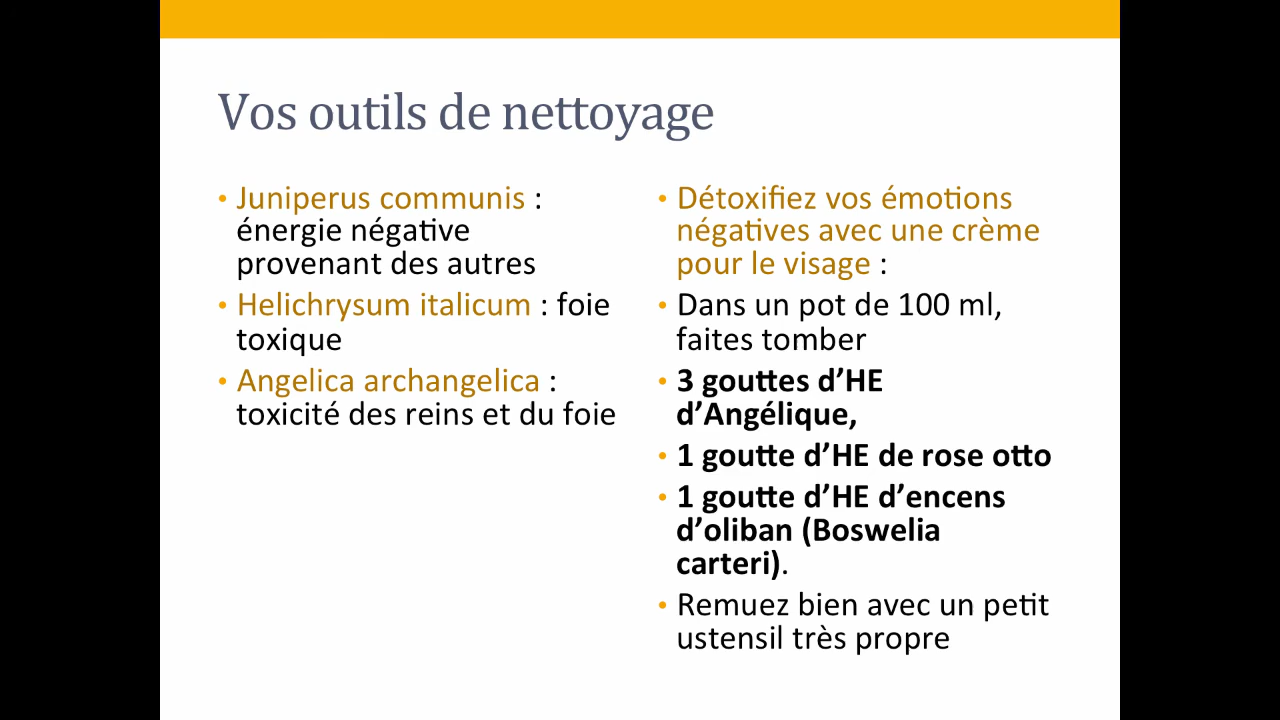 Vos outils de nettoyage
• Juniperus communis :
énergie négative
provenant des autres
• Helichrysum italicum : foie
toxique
• Angelica archangelica :
toxicité des reins et du foie
• Détoxifiez vos émotions
négatives avec une crème
pour le visage :
• Dans un pot de 100 ml,
faites tomber
• 3 gouttes d’HE
d’Angélique,
• 1 goutte d’HE de rose otto
• 1 goutte d’HE d’encens
d’oliban (Boswelia
carteri).
• Remuez bien avec un petit
ustensil très propre